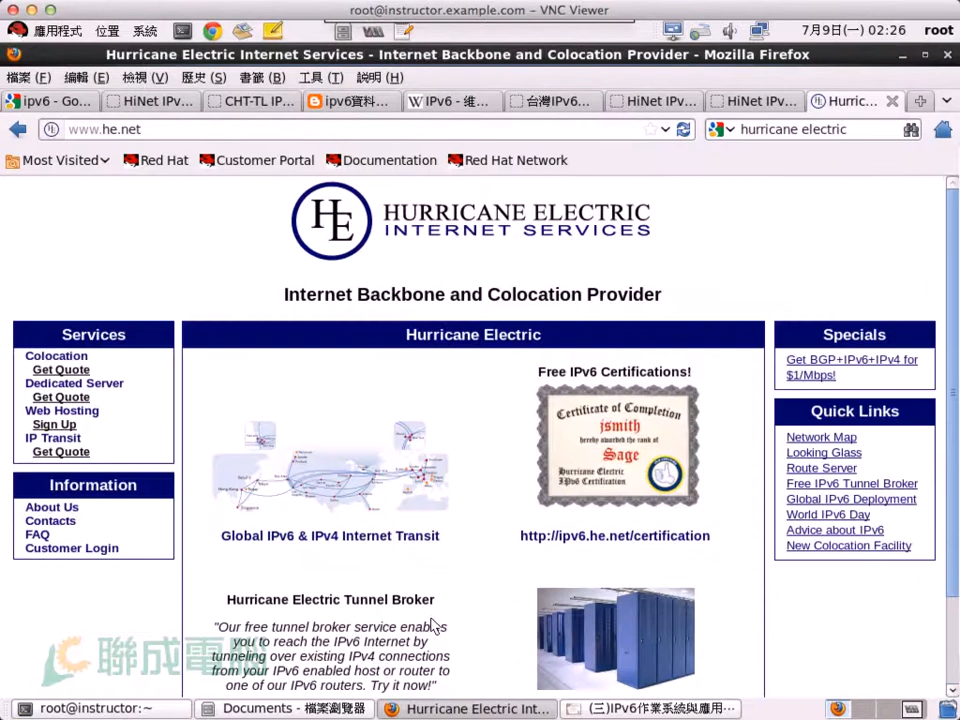 root@instructor.example.com – VNC Viewer
應用程式 位置 系統 7月9日(一) 02:26 root
Hurricane Electric Internet Services - Internet Backbone and Colocation Provider - Mozilla Firefox
檔案 (F) 編輯 (E) 檢視 (V) 歷史 (S) 書籤 (B) 工具 (T) 說明 (H)
ipv6 - Go... HiNet IPv... CHT-TL IP... ipv6資料... IPv6 - 維... 台灣IPv6... HiNet IPv... HiNet IPv... Hurric...
www.he.net hurricane electric
Most Visited Red Hat Customer Portal Documentation Red Hat Network
HE HURRICANE ELECTRIC
INTERNET SERVICES
Internet Backbone and Colocation Provider
Services
Colocation
Get Quote
Dedicated Server
Get Quote
Web Hosting
Sign Up
IP Transit
Get Quote
Information
About Us
Contacts
FAQ
Customer Login
Hurricane Electric
Global IPv6 & IPv4 Internet Transit
Free IPv6 Certifications!
Certificate of Completion
jsmith
hereby awarded the rank of
Sage
Hurricane Electric
IPv6 Certification
http://ipv6.he.net/certification
Hurricane Electric Tunnel Broker
"Our free tunnel broker service enables
you to reach the IPv6 Internet by
tunneling over existing IPv4 connections
from your IPv6 enabled host or router to
one of our IPv6 routers. Try it now!"
Specials
Get BGP+IPv6+IPv4 for
$1/Mbps!
Quick Links
Network Map
Looking Glass
Route Server
Free IPv6 Tunnel Broker
Global IPv6 Deployment
World IPv6 Day
Advice about IPv6
New Colocation Facility
聯成電腦
root@instructor:~ Documents - 檔案瀏覽器 Hurricane Electric Int... (三)IPv6作業系統與應用...